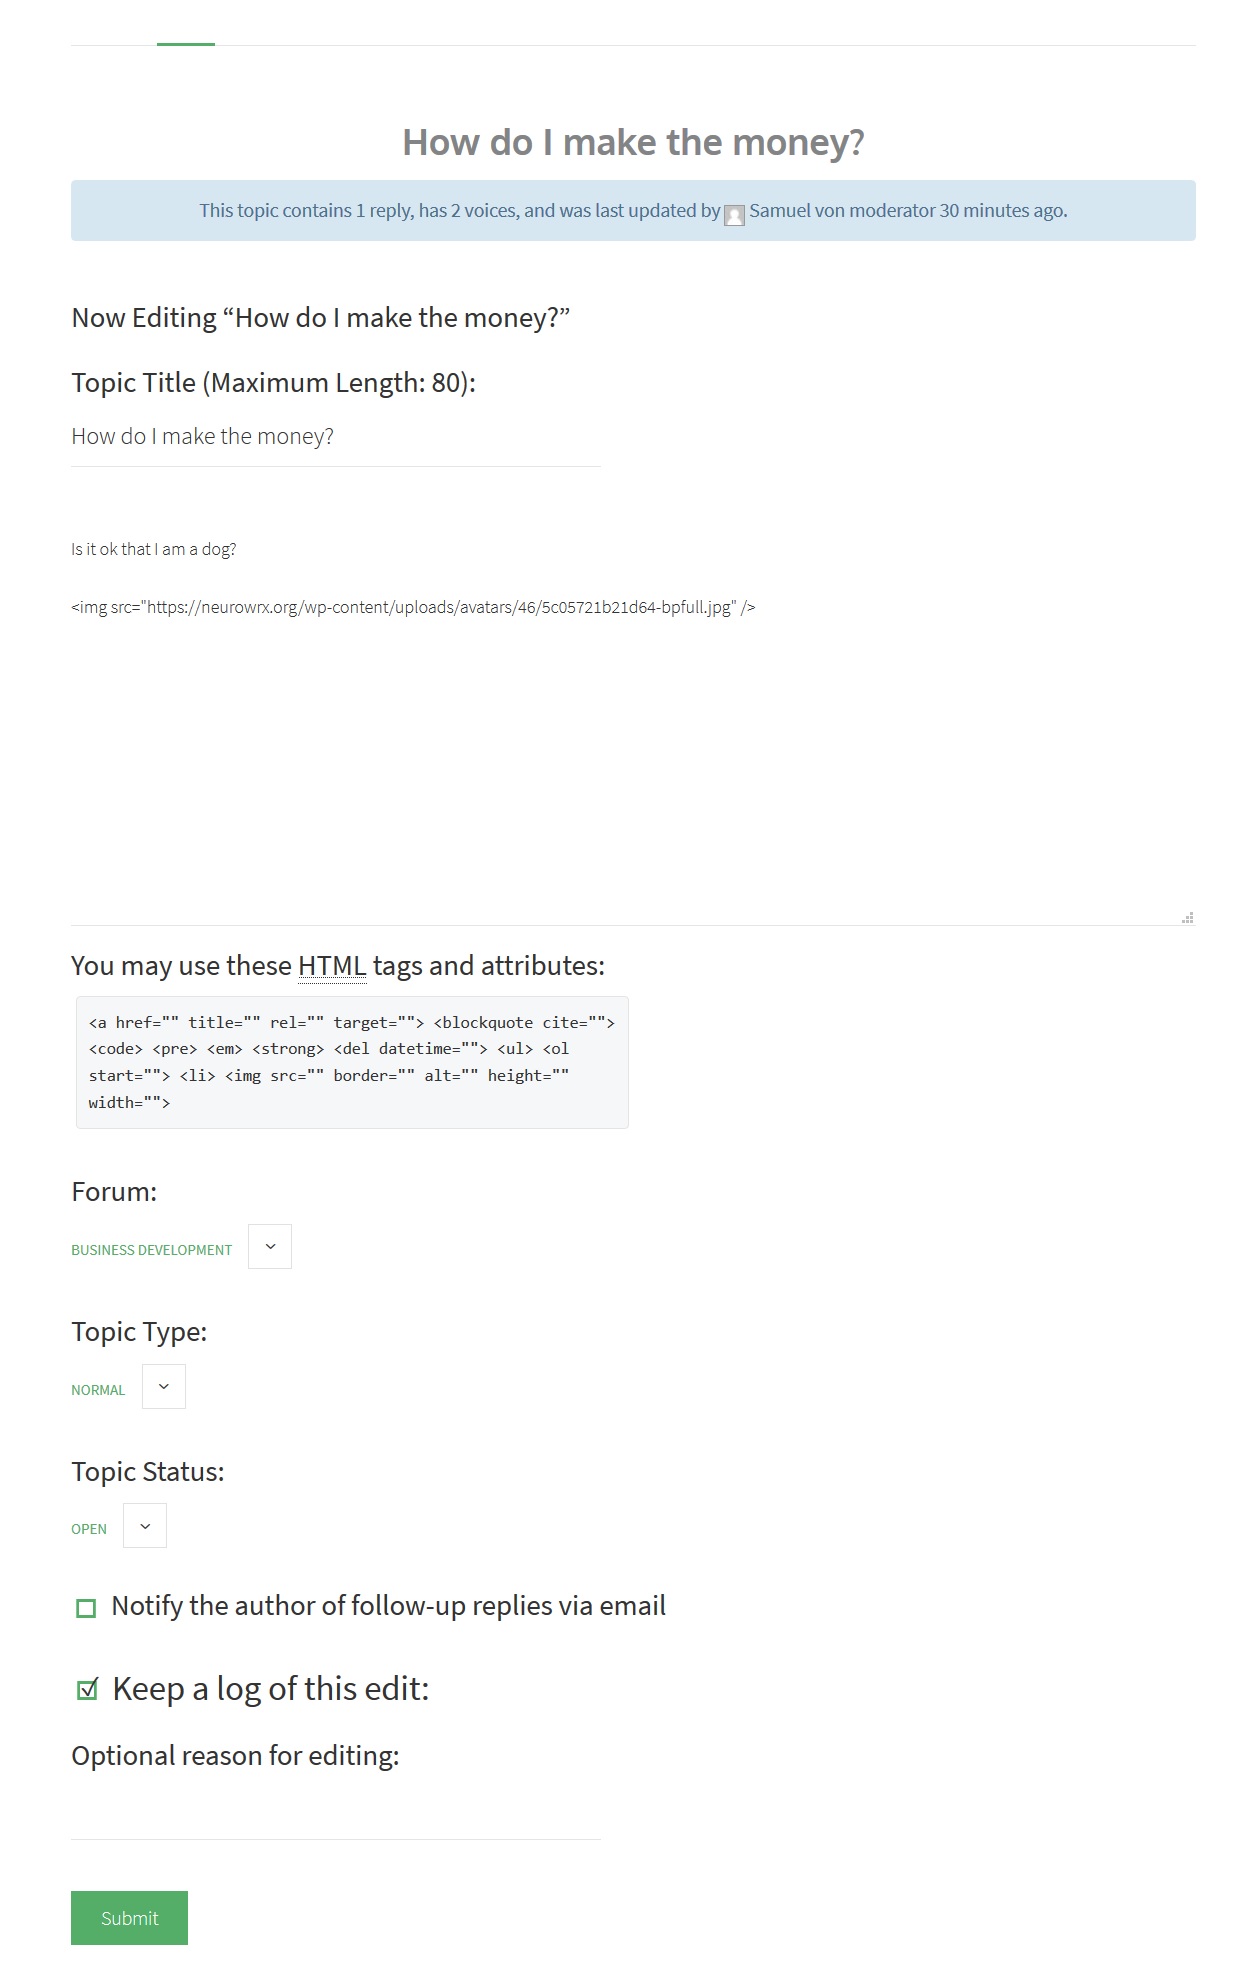 How do I make the money?
This topic contains 1 reply, has 2 voices, and was last updated by Samuel von moderator 30 minutes ago.
Now Editing “How do I make the money?”
Topic Title (Maximum Length: 80):
How do I make the money?
Is it ok that I am a dog?
<img src="https://neurowrx.org/wp-content/uploads/avatars/46/5c05721b21d64-bpfull.jpg" />
You may use these HTML tags and attributes:
<a href="" title="" rel="" target=""> <blockquote cite="">
<code> <pre> <em> <strong> <del datetime=""> <ul> <ol
start=""> <li> <img src="" border="" alt="" height=""
width="">
Forum:
BUSINESS DEVELOPMENT
Topic Type:
NORMAL
Topic Status:
OPEN
Notify the author of follow-up replies via email
Keep a log of this edit:
Optional reason for editing:
Submit